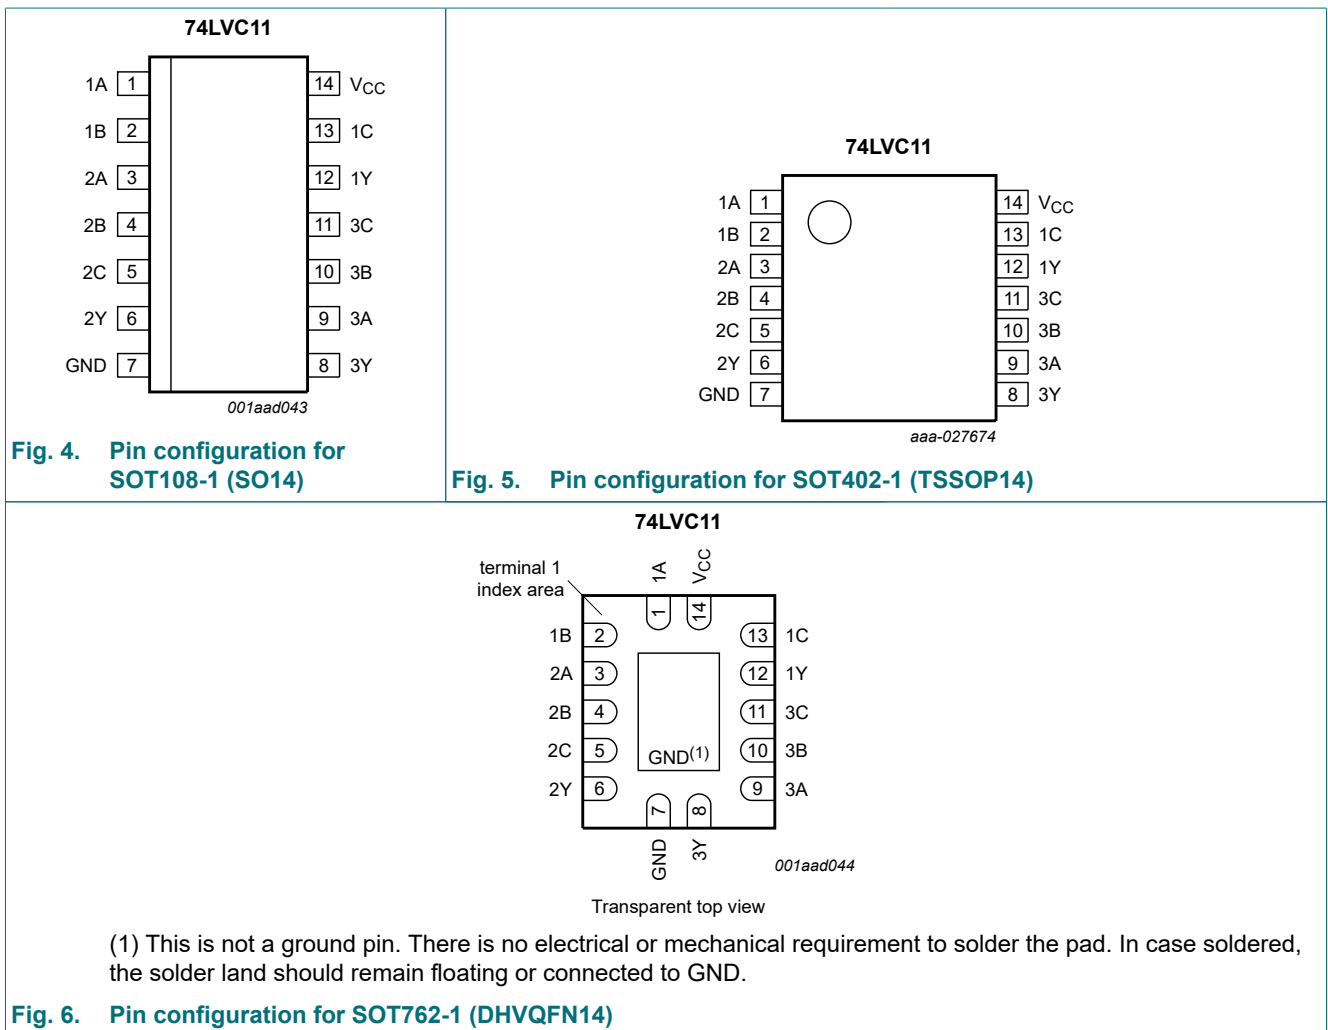 74LVC11
1A 1 14 VCC
1B 2 13 1C
2A 3 12 1Y
2B 4 11 3C
2C 5 10 3B
2Y 6 9 3A
GND 7 8 3Y
001aad043
Fig. 4. Pin configuration for
SOT108-1 (SO14)
74LVC11
1A 1 14 VCC
1B 2 13 1C
2A 3 12 1Y
2B 4 11 3C
2C 5 10 3B
2Y 6 9 3A
GND 7 8 3Y
aaa-027674
Fig. 5. Pin configuration for SOT402-1 (TSSOP14)
74LVC11
terminal 1
index area
1A VCC
1 14
1B 2 13 1C
2A 3 12 1Y
2B 4 11 3C
2C 5 GND(1) 10 3B
2Y 6 9 3A
7 8
GND 3Y
001aad044
Transparent top view
(1) This is not a ground pin. There is no electrical or mechanical requirement to solder the pad. In case soldered,
the solder land should remain floating or connected to GND.
Fig. 6. Pin configuration for SOT762-1 (DHVQFN14)